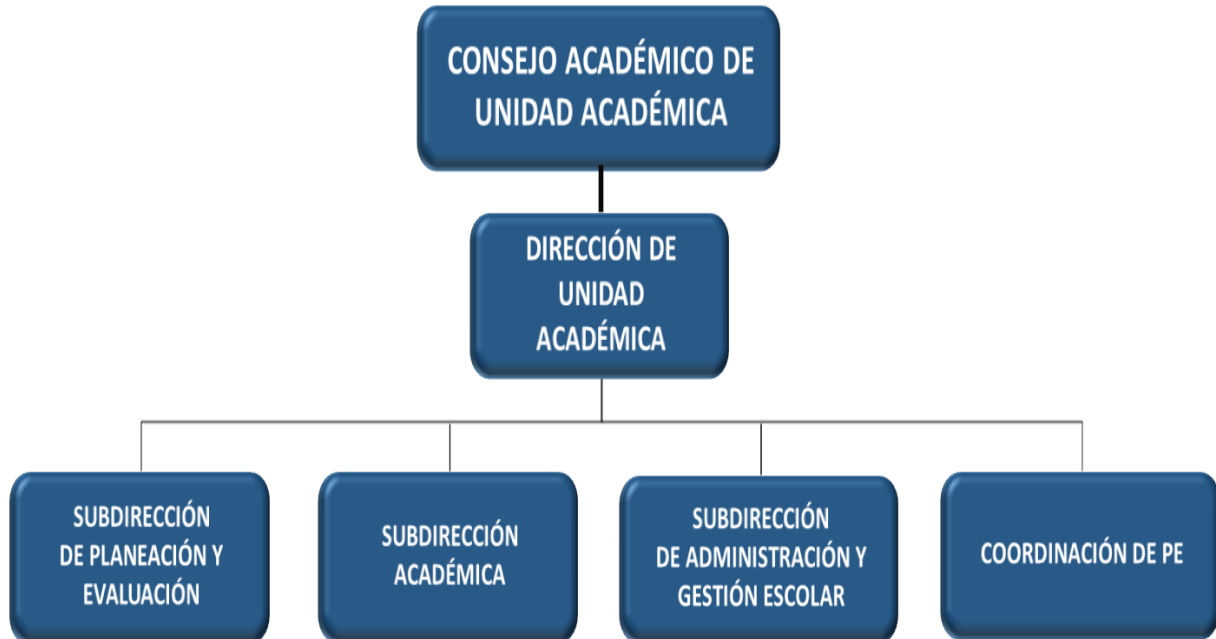 CONSEJO ACADÉMICO DE
UNIDAD ACADÉMICA
DIRECCIÓN DE
UNIDAD
ACADÉMICA
SUBDIRECCIÓN
DE PLANEACIÓN Y
EVALUACIÓN
SUBDIRECCIÓN
ACADÉMICA
SUBDIRECCIÓN
DE ADMINISTRACIÓN Y
GESTIÓN ESCOLAR
COORDINACIÓN DE PE